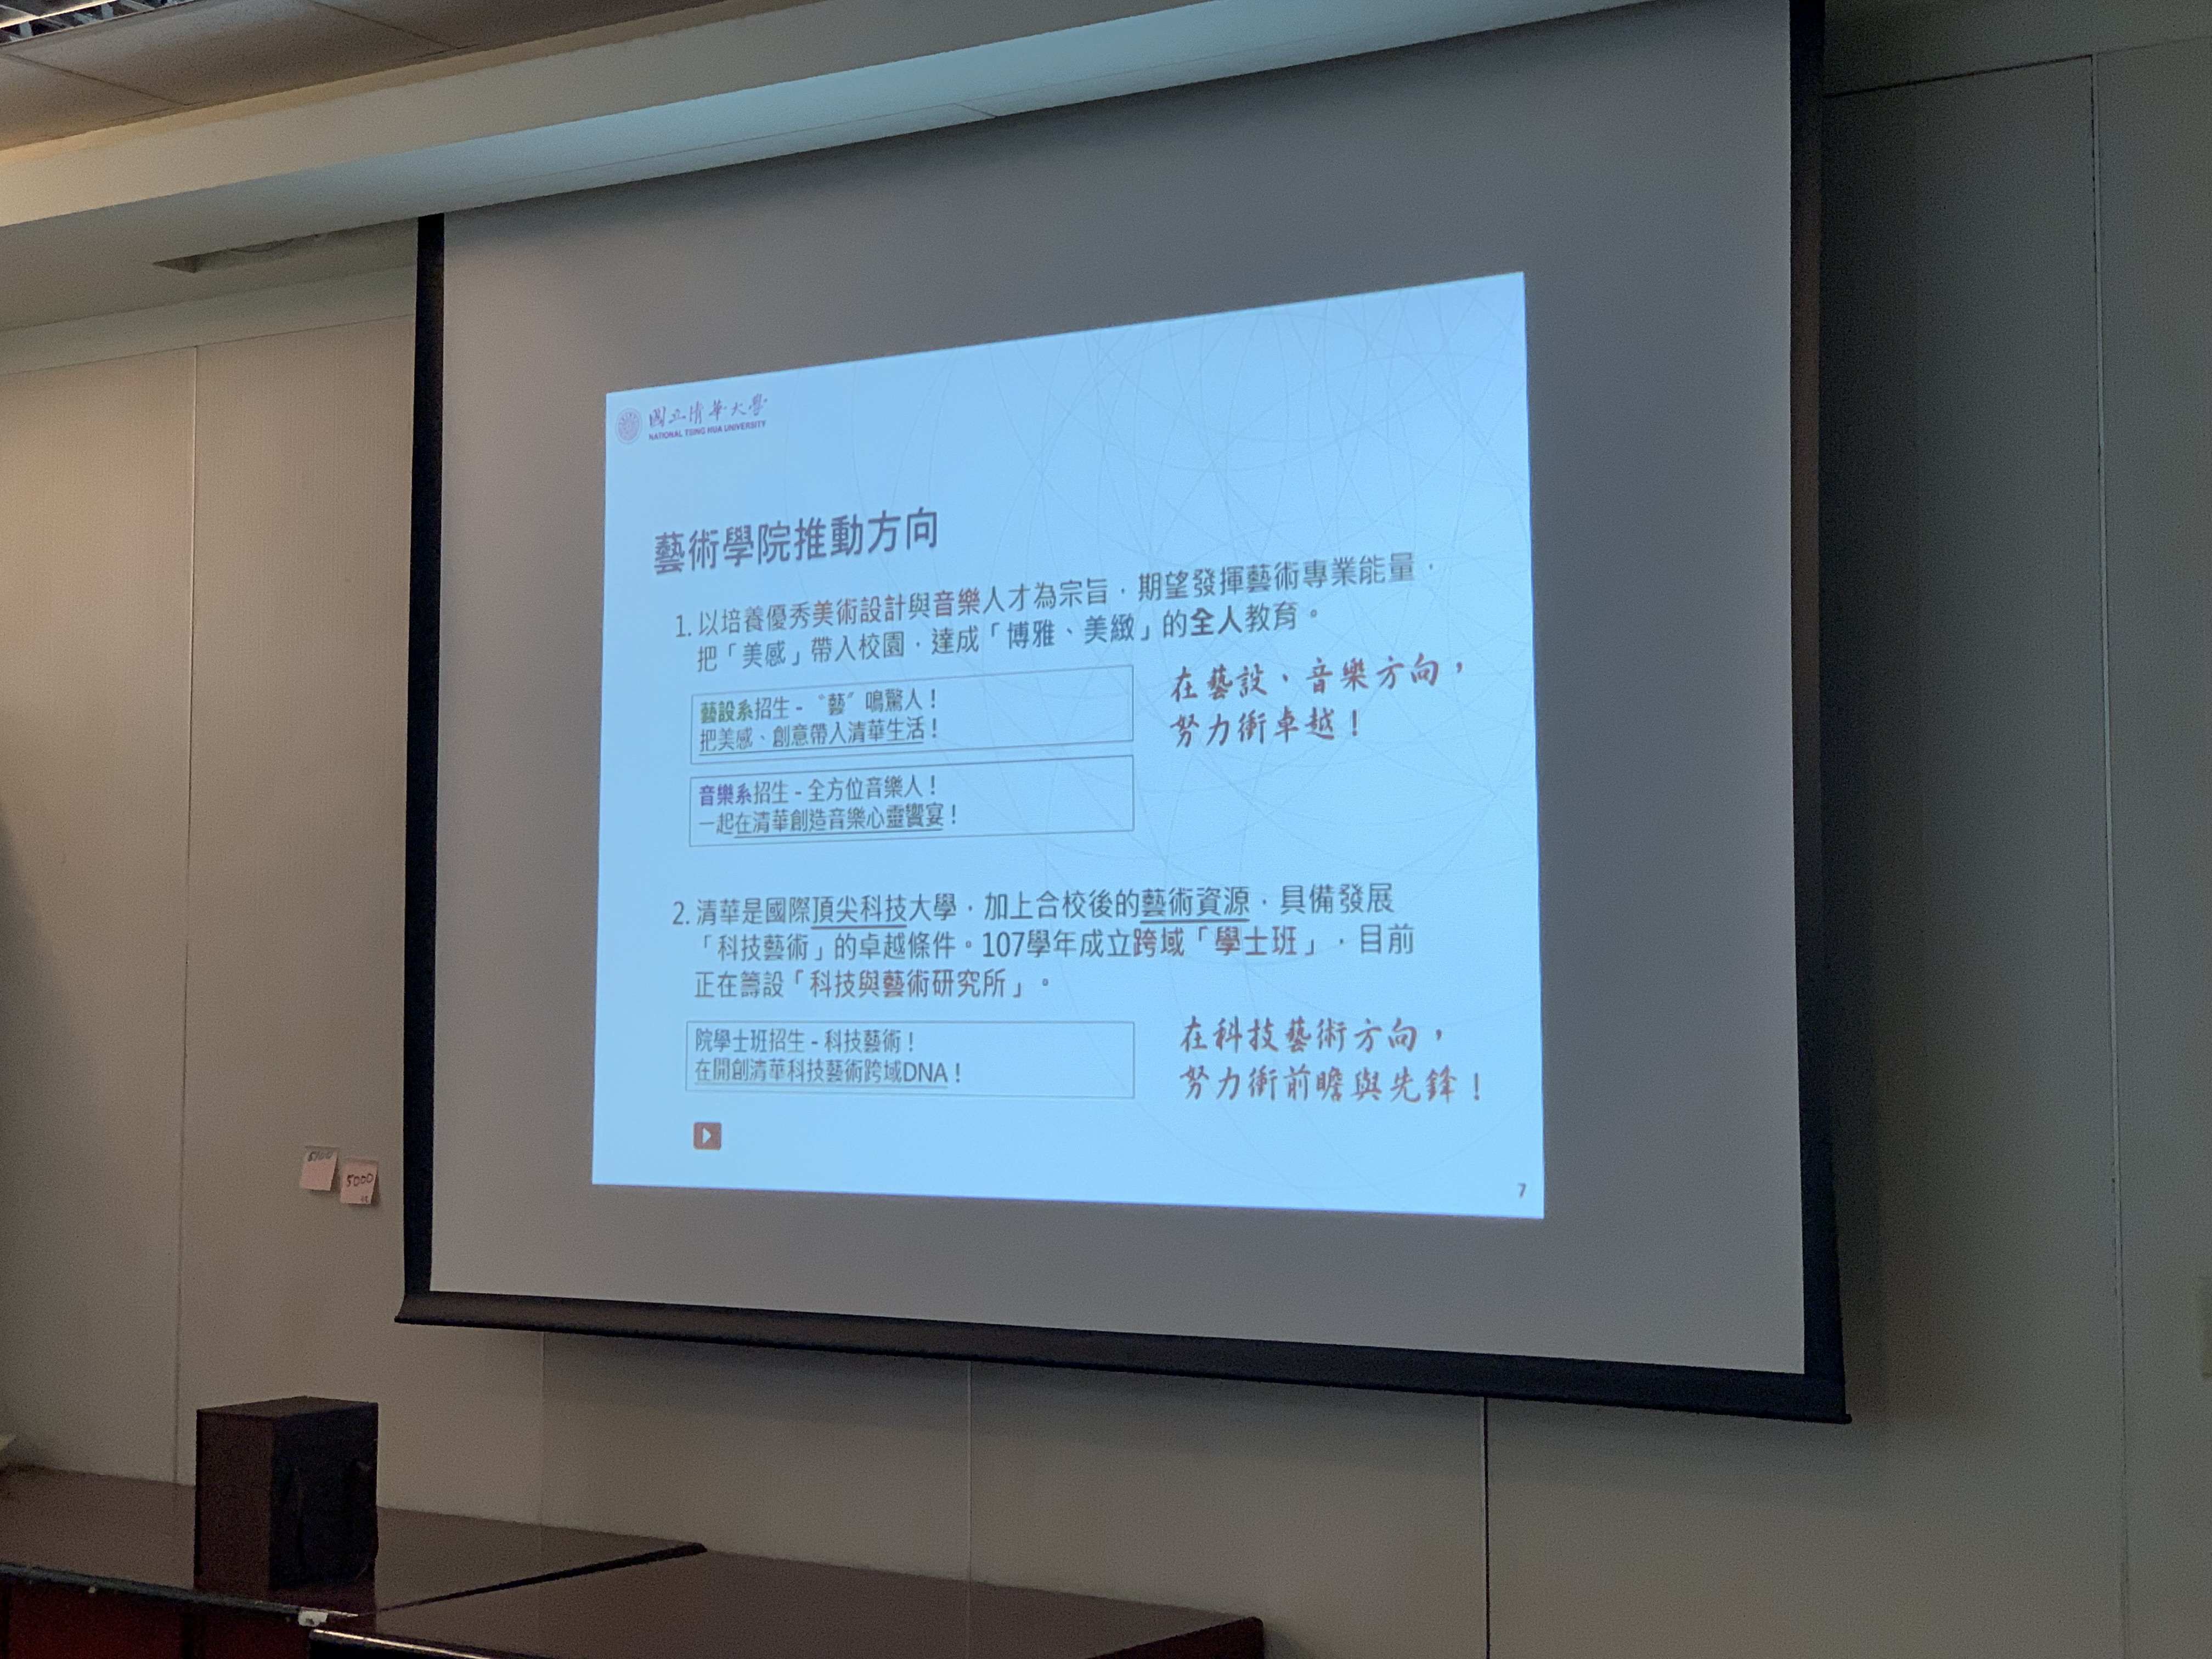 國立清華大學
NATIONAL TSING HUA UNIVERSITY
藝術學院推動方向
1. 以培養優秀美術設計與音樂人才為宗旨，期望發揮藝術專業能量，
把「美感」帶入校園，達成「博雅、美緻」的全人教育。
藝設系招生 - 〝藝〞鳴驚人！
把美感、創意帶入清華生活！
在藝設、音樂方向，
努力衝卓越！
音樂系招生 - 全方位音樂人！
一起在清華創造音樂心靈饗宴！
2. 清華是國際頂尖科技大學，加上合校後的藝術資源，具備發展
「科技藝術」的卓越條件。107學年成立跨域「學士班」，目前
正在籌設「科技與藝術研究所」。
院學士班招生 - 科技藝術！
在開創清華科技藝術跨域DNA！
在科技藝術方向，
努力衝前瞻與先鋒！
7
5000